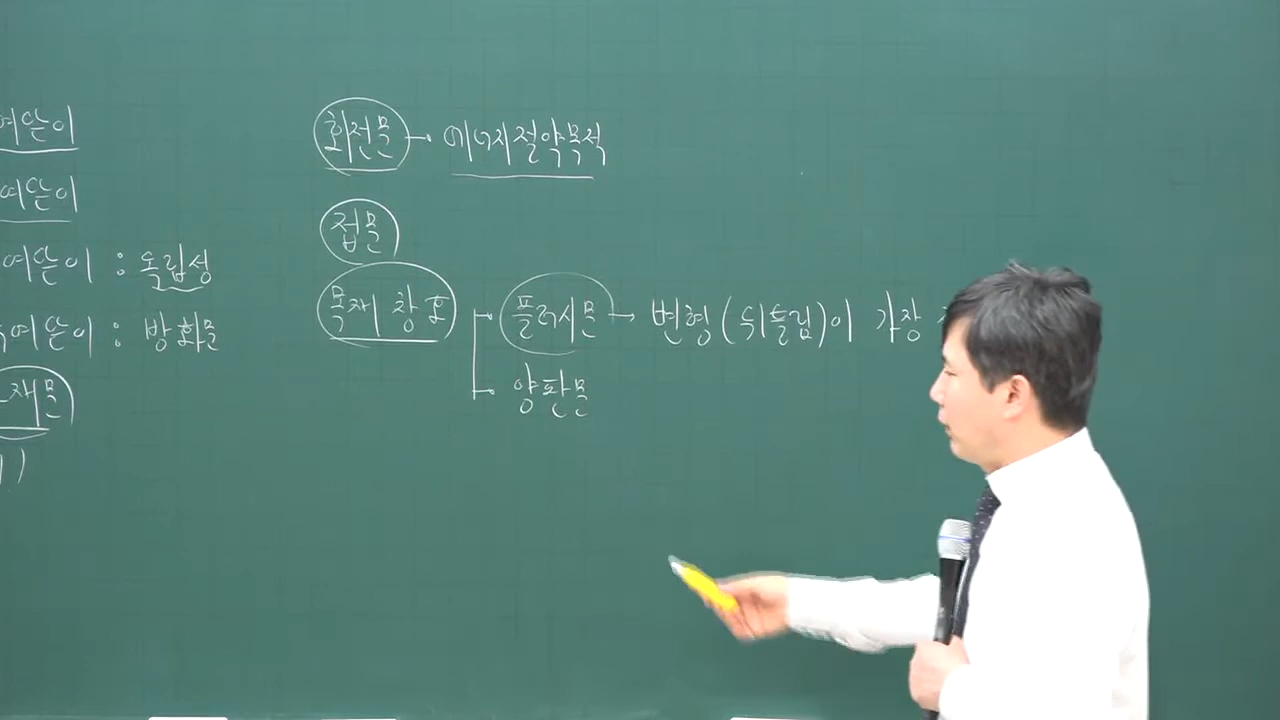 여닫이
여닫이
여닫이 : 독립성
여닫이 : 방화문
재문
)
회전문 → 에너지절약목적
접문
목재 창호
플러시문 → 변형(뒤틀림)이 가장
양판문